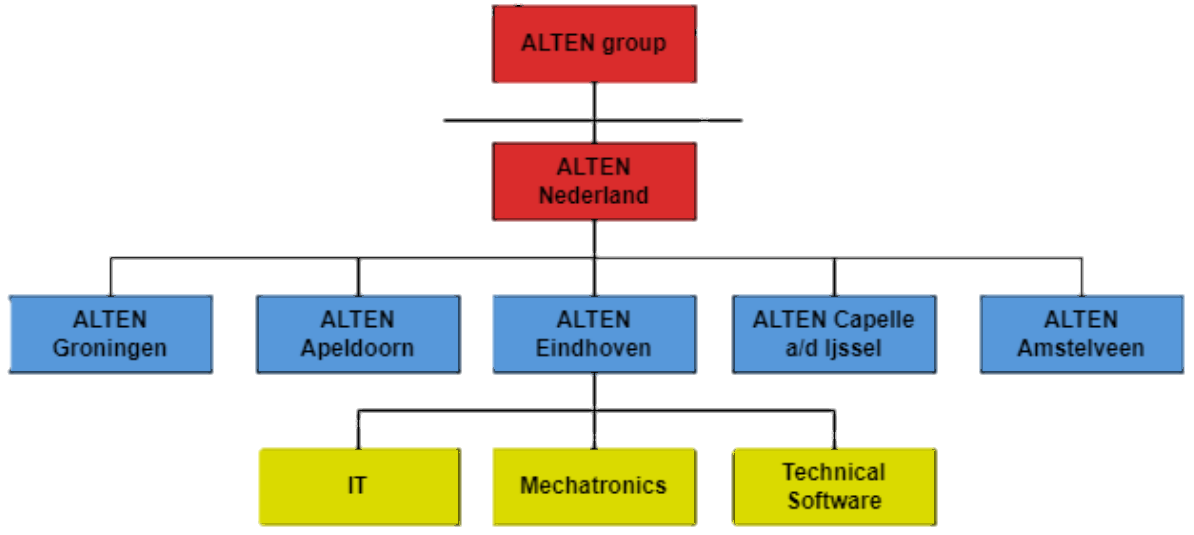 ALTEN group
ALTEN
Nederland
ALTEN
Groningen
ALTEN
Apeldoorn
ALTEN
Eindhoven
ALTEN Capelle
a/d Ijssel
ALTEN
Amstelveen
IT
Mechatronics
Technical
Software